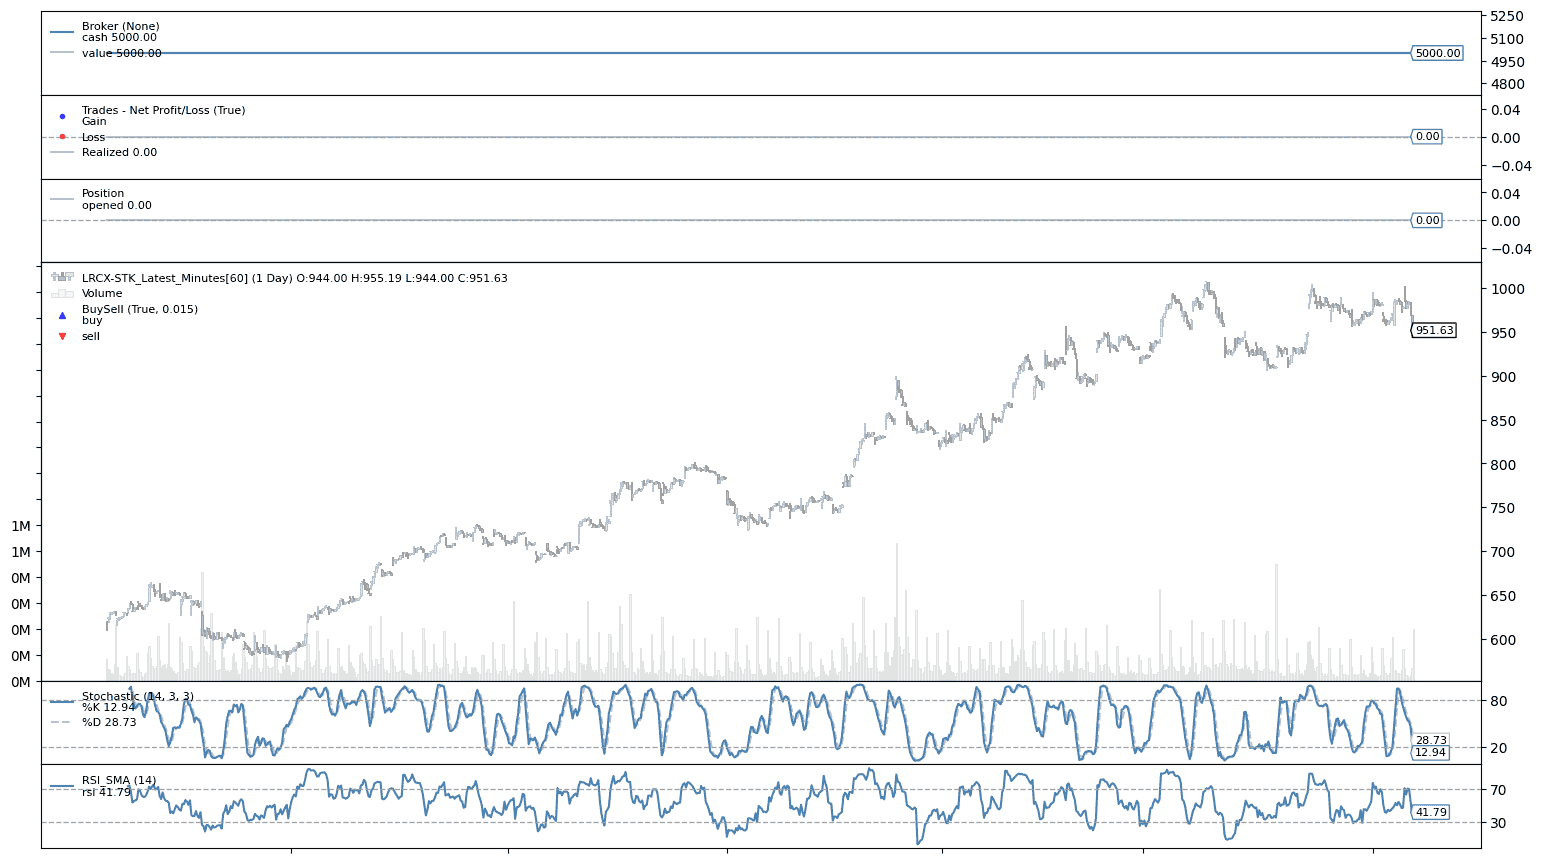 Broker (None)
cash 5000.00
value 5000.00
5250
5100
4950
4800
5000.00
Trades - Net Profit/Loss (True)
Gain
Loss
Realized 0.00
0.04
0.00
−0.04
0.00
Position
opened 0.00
0.04
0.00
−0.04
0.00
LRCX-STK_Latest_Minutes[60] (1 Day) O:944.00 H:955.19 L:944.00 C:951.63
Volume
BuySell (True, 0.015)
buy
sell
1000
950
900
850
800
750
700
650
600
951.63
1M
1M
0M
0M
0M
0M
0M
Stochastic (14, 3, 3)
%K 12.94
%D 28.73
80
20
28.73
12.94
RSI_SMA (14)
rsi 41.79
70
30
41.79